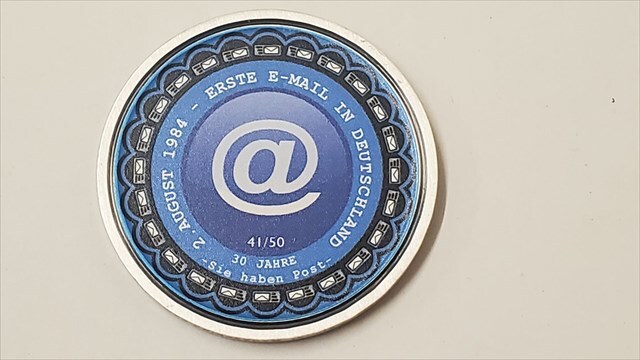 2.AUGUST 1984 - ERSTE E-MAIL IN DEUTSCHLAND
@
41/50
30 JAHRE
-Sie haben Post-